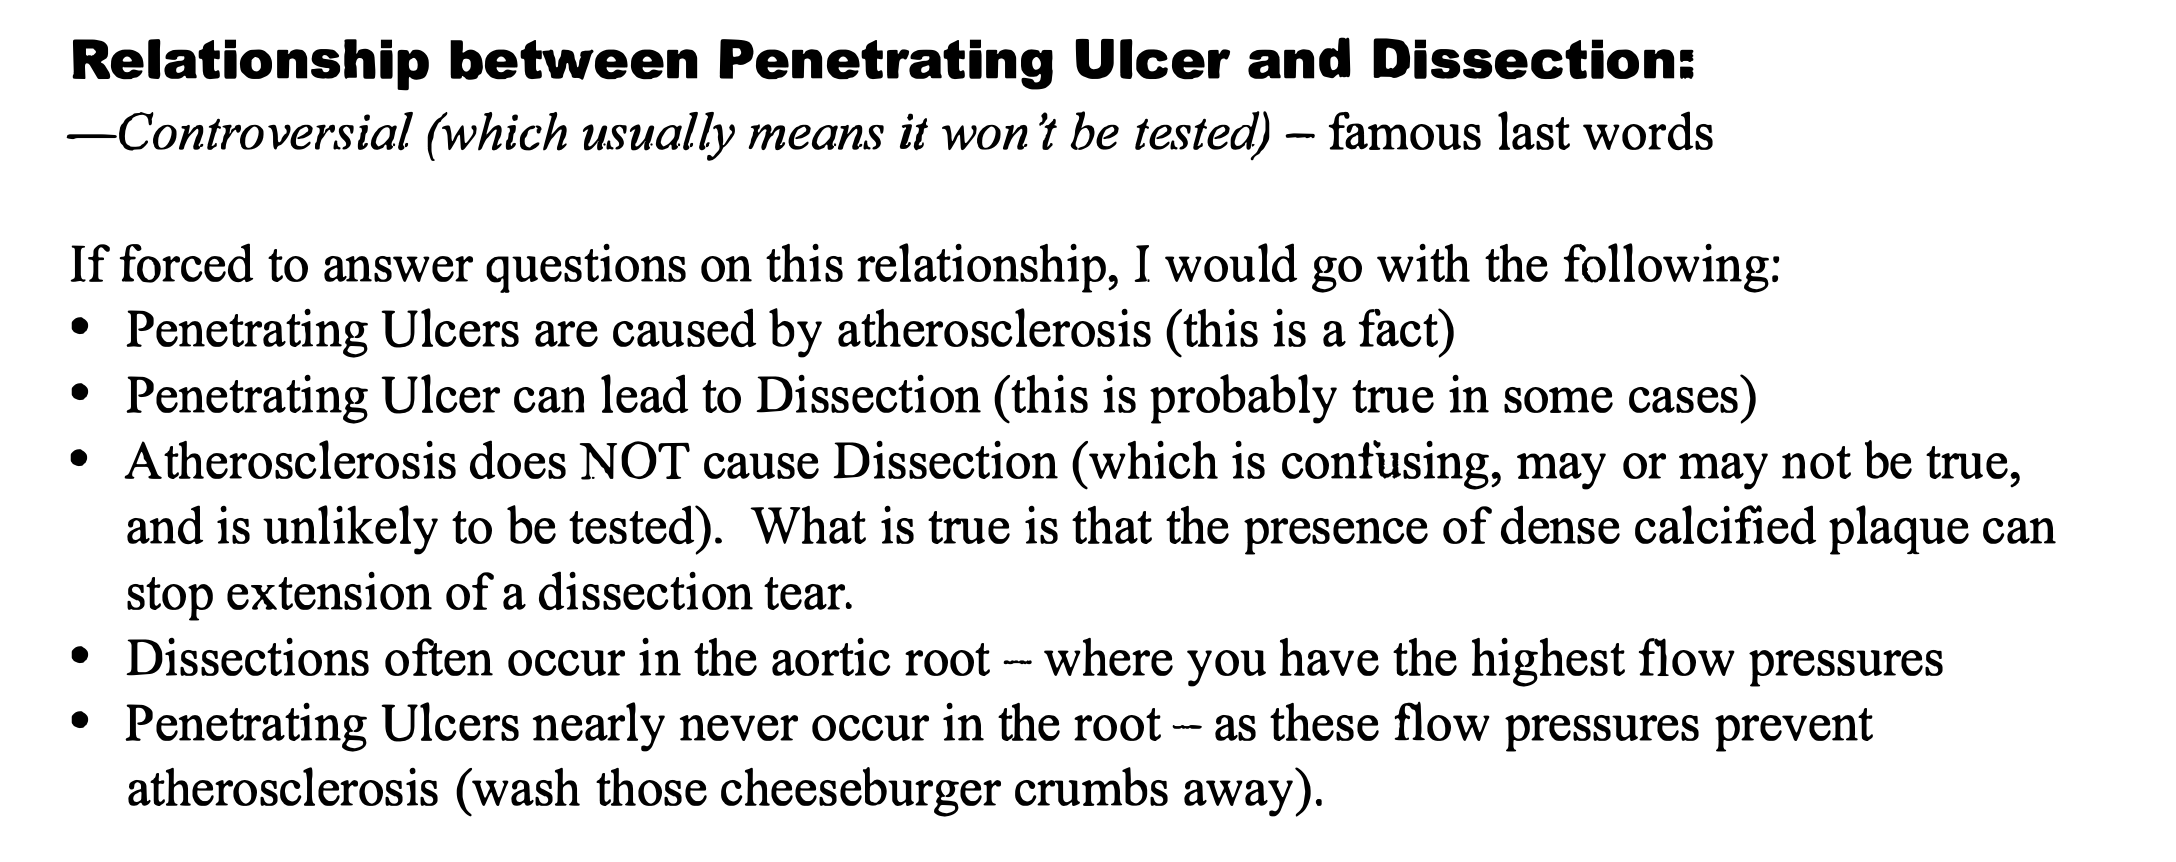 Relationship between Penetrating Ulcer and Dissection:
—Controversial (which usually means it won't be tested) – famous last words
If forced to answer questions on this relationship, I would go with the following:
• Penetrating Ulcers are caused by atherosclerosis (this is a fact)
• Penetrating Ulcer can lead to Dissection (this is probably true in some cases)
• Atherosclerosis does NOT cause Dissection (which is confusing, may or may not be true,
and is unlikely to be tested).  What is true is that the presence of dense calcified plaque can
stop extension of a dissection tear.
• Dissections often occur in the aortic root – where you have the highest flow pressures
• Penetrating Ulcers nearly never occur in the root – as these flow pressures prevent
atherosclerosis (wash those cheeseburger crumbs away).